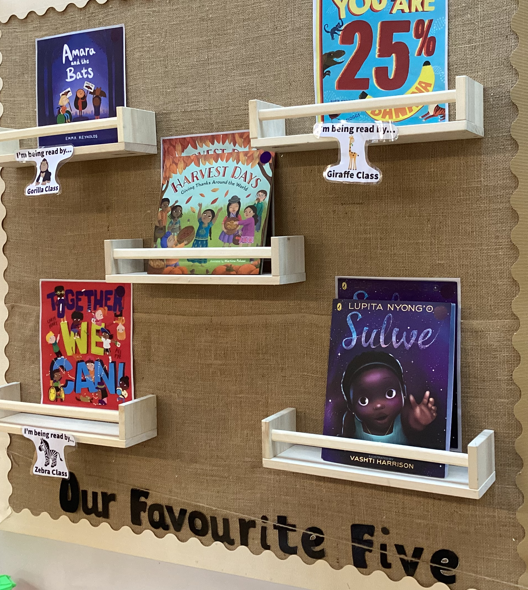 YOU ARE
25%
BANANA
Amara
and the
Bats
EMMA REYNOLDS
I'm being read by...
Gorilla Class
I'm being read by...
Giraffe Class
HARVEST DAYS
Giving Thanks Around the World
TOGETHER
WE
CAN!
I'm being read by...
Zebra Class
LUPITA NYONG'O
Sulwe
VASHTI HARRISON
Our Favourite Five